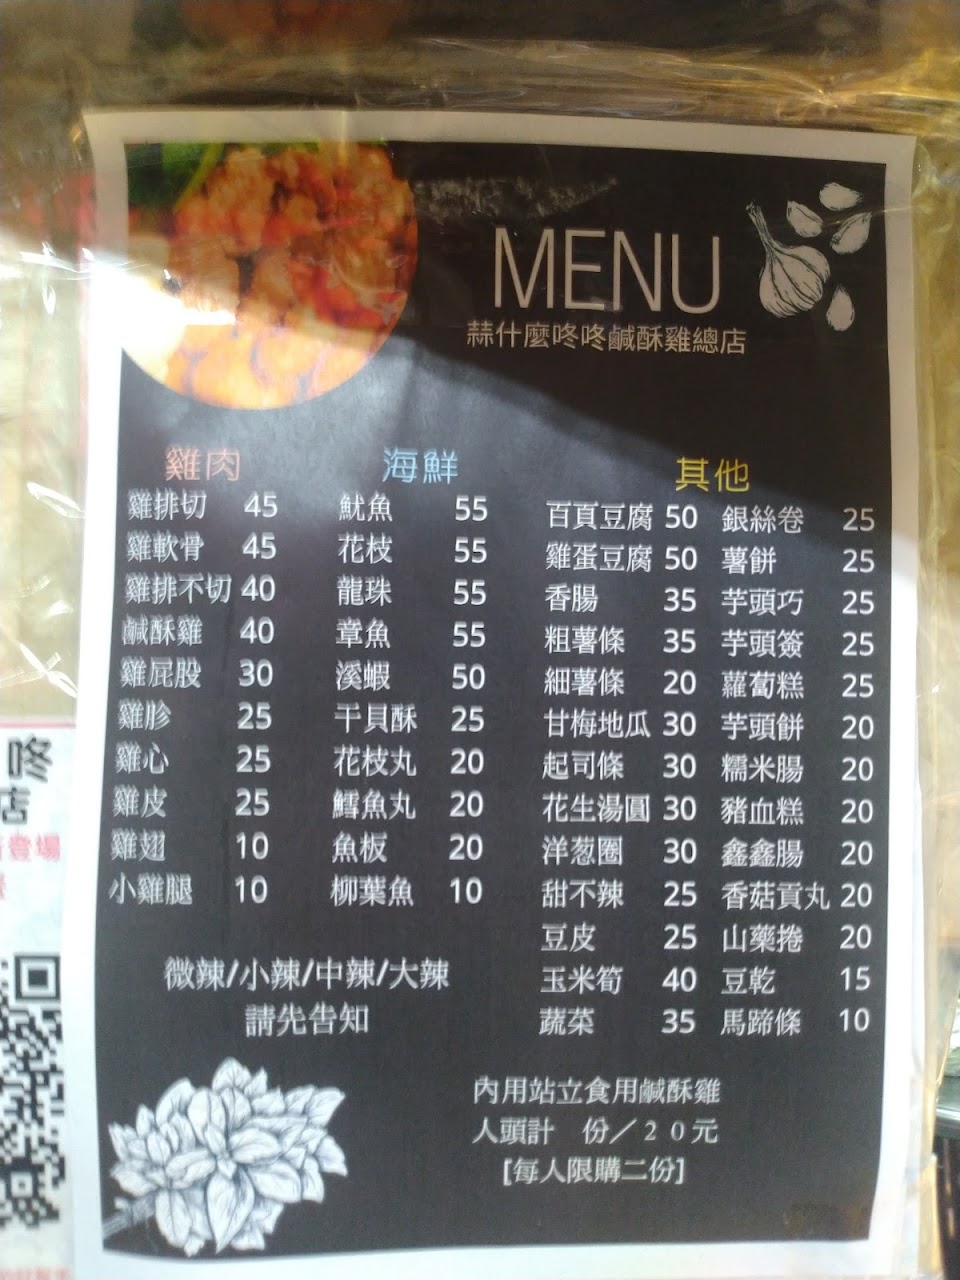 MENU
蒜什麼咚咚鹹酥雞總店
雞肉
雞排切 45
雞軟骨 45
雞排不切 40
鹹酥雞 40
雞屁股 30
雞胗 25
雞心 25
雞皮 25
雞翅 10
小雞腿 10
海鮮
魷魚 55
花枝 55
龍珠 55
章魚 55
溪蝦 50
干貝酥 25
花枝丸 20
鱈魚丸 20
魚板 20
柳葉魚 10
其他
百頁豆腐 50
雞蛋豆腐 50
香腸 35
粗薯條 35
細薯條 20
甘梅地瓜 30
起司條 30
花生湯圓 30
洋葱圈 30
甜不辣 25
豆皮 25
玉米筍 40
蔬菜 35
銀絲卷 25
薯餅 25
芋頭巧 25
芋頭簽 25
蘿蔔糕 25
芋頭餅 20
糯米腸 20
豬血糕 20
鑫鑫腸 20
香菇貢丸 20
山藥捲 20
豆乾 15
馬蹄條 10
微辣/小辣/中辣/大辣
請先告知
內用站立食用鹹酥雞
人頭計 份／20元
[每人限購二份]
咚
店
登場